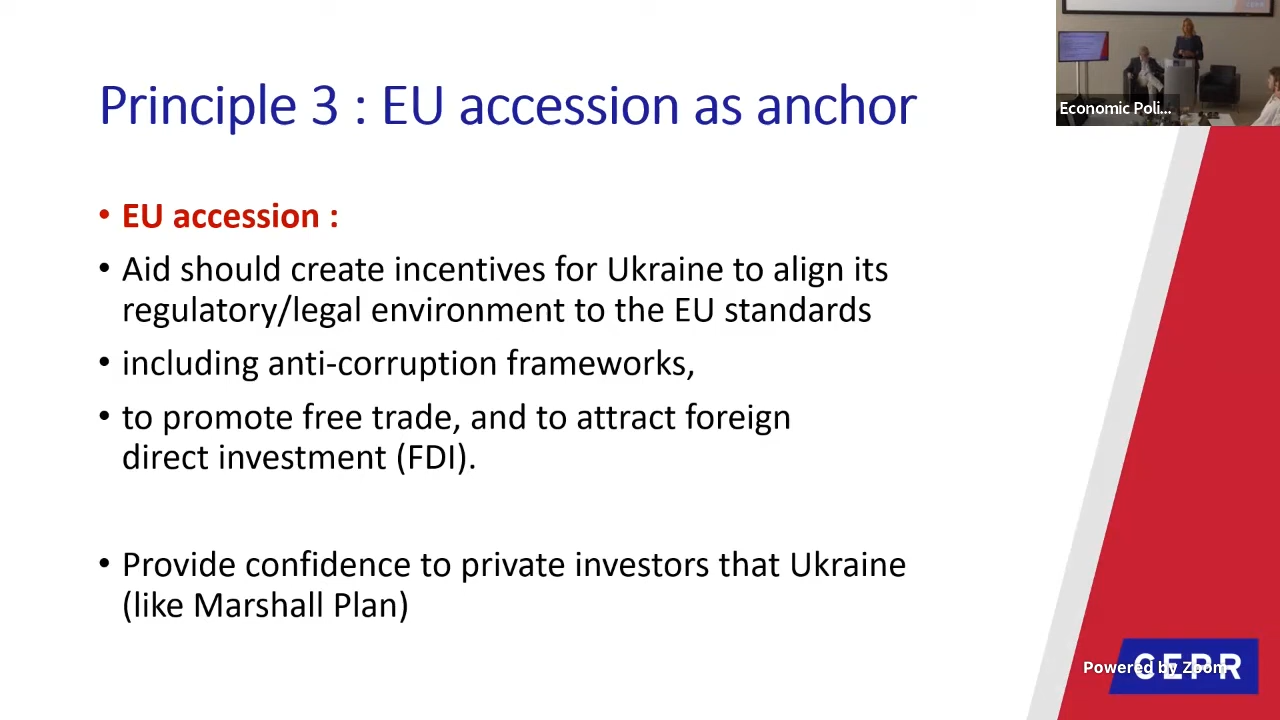 Principle 3 : EU accession as anchor
Economic Poli...
• EU accession :
• Aid should create incentives for Ukraine to align its
regulatory/legal environment to the EU standards
• including anti-corruption frameworks,
• to promote free trade, and to attract foreign
direct investment (FDI).
• Provide confidence to private investors that Ukraine
(like Marshall Plan)
CEPR
Powered by Zoom